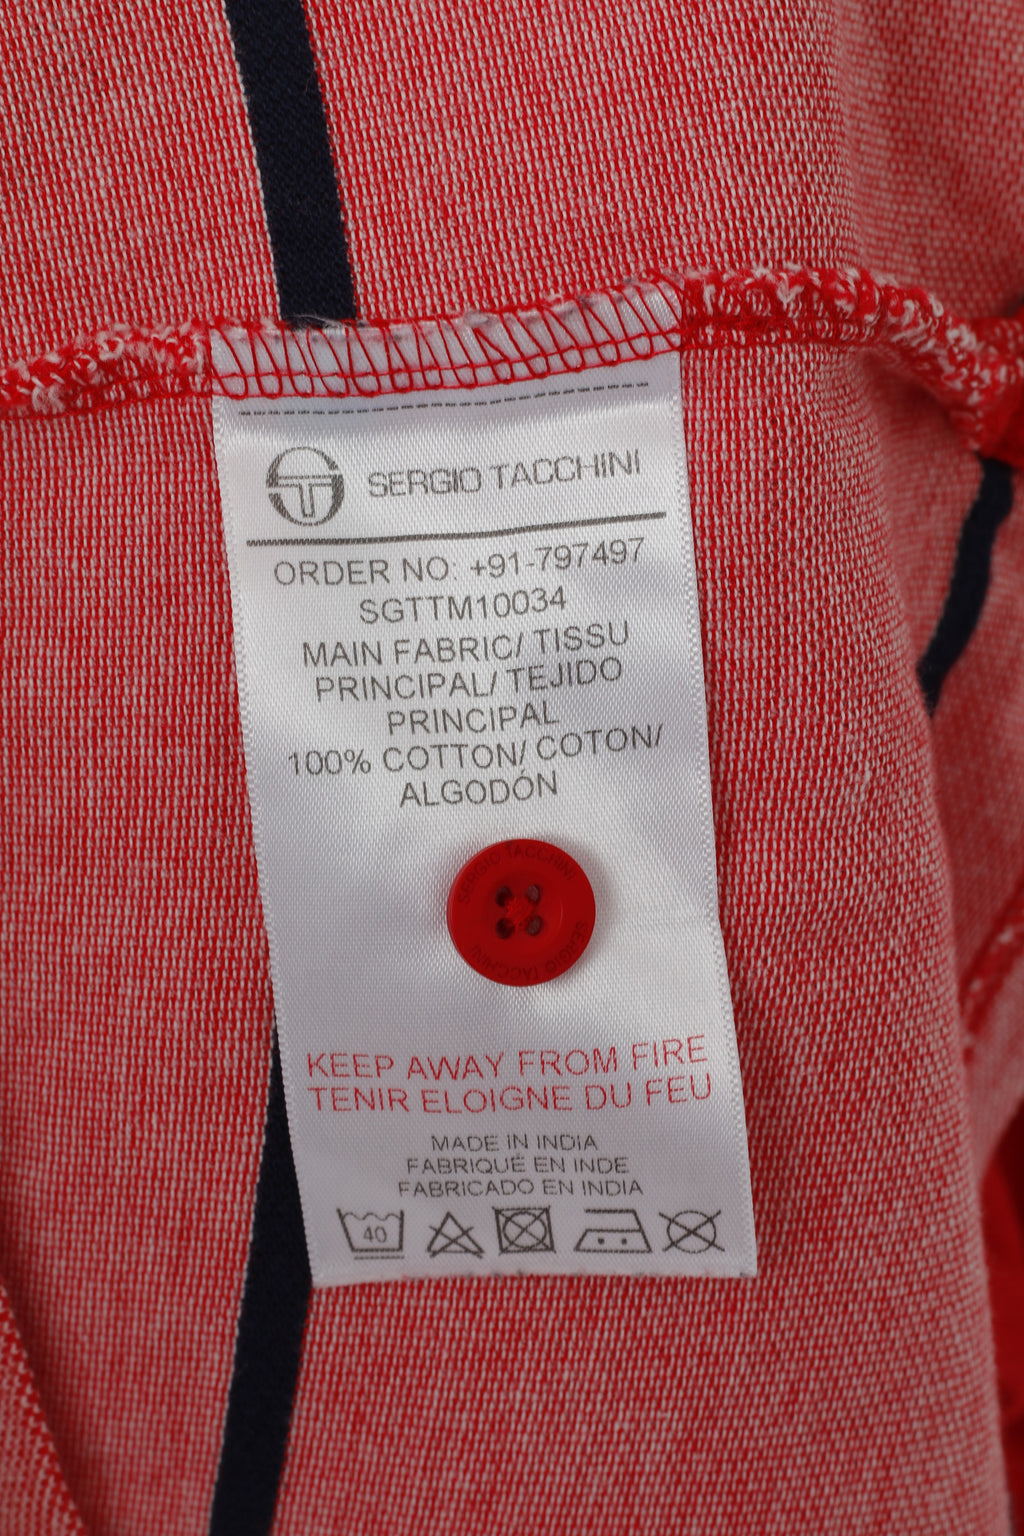 SERGIO TACCHINI
ORDER NO: +91-797497
SGTTM10034
MAIN FABRIC/ TISSU
PRINCIPAL/ TEJIDO
PRINCIPAL
100% COTTON/ COTON/
ALGODÓN
SERGIO TACCHINI
SERGIO TACCHINI
KEEP AWAY FROM FIRE
TENIR ELOIGNE DU FEU
MADE IN INDIA
FABRIQUÉ EN INDE
FABRICADO EN INDIA
40